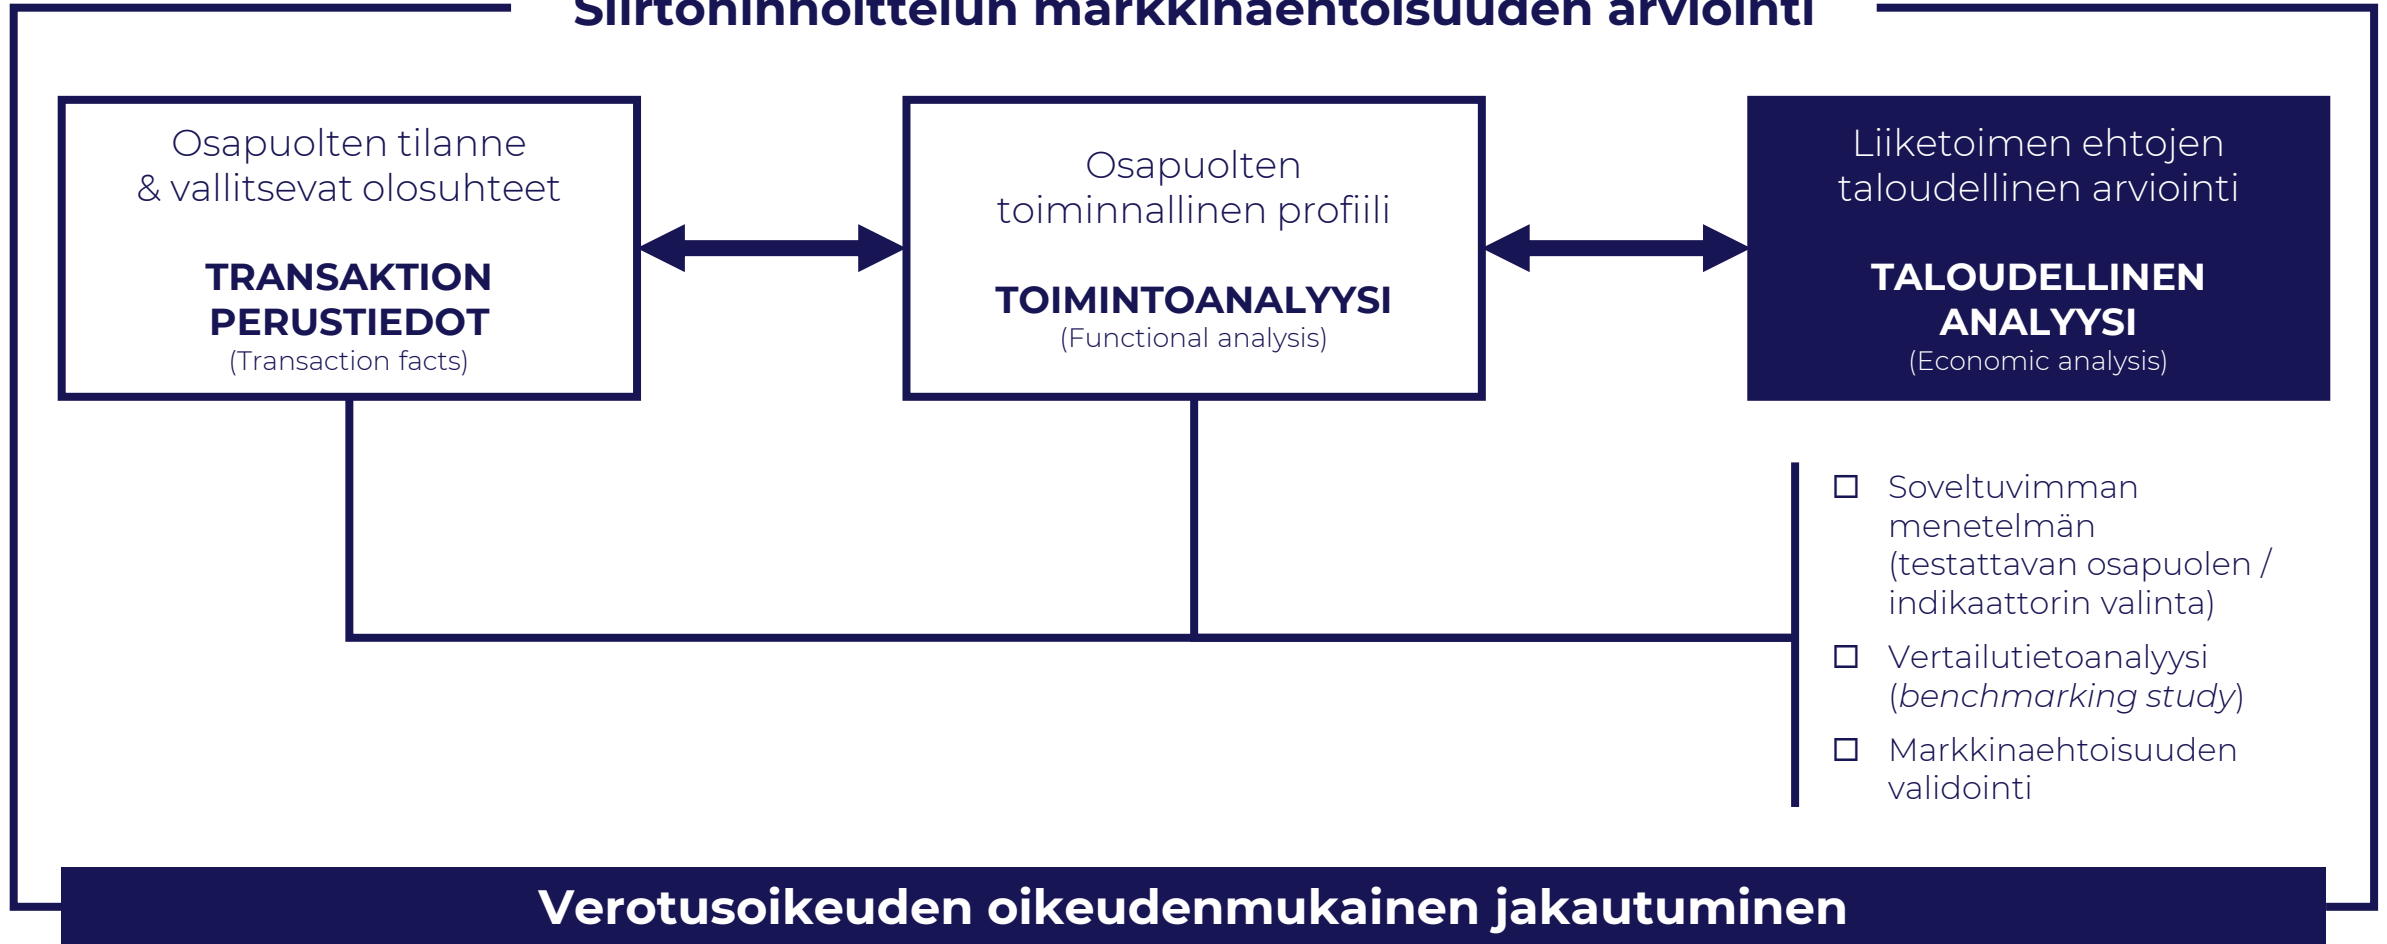 Siirtohinnoittelun markkinaehtoisuuden arviointi
Osapuolten tilanne
& vallitsevat olosuhteet
TRANSAKTION
PERUSTIEDOT
(Transaction facts)
Osapuolten
toiminnallinen profiili
TOIMINTOANALYYSI
(Functional analysis)
Liiketoimen ehtojen
taloudellinen arviointi
TALOUDELLINEN
ANALYYSI
(Economic analysis)
Soveltuvimman
menetelmän
(testattavan osapuolen /
indikaattorin valinta)
Vertailutietoanalyysi
(benchmarking study)
Markkinaehtoisuuden
validointi
Verotusoikeuden oikeudenmukainen jakautuminen